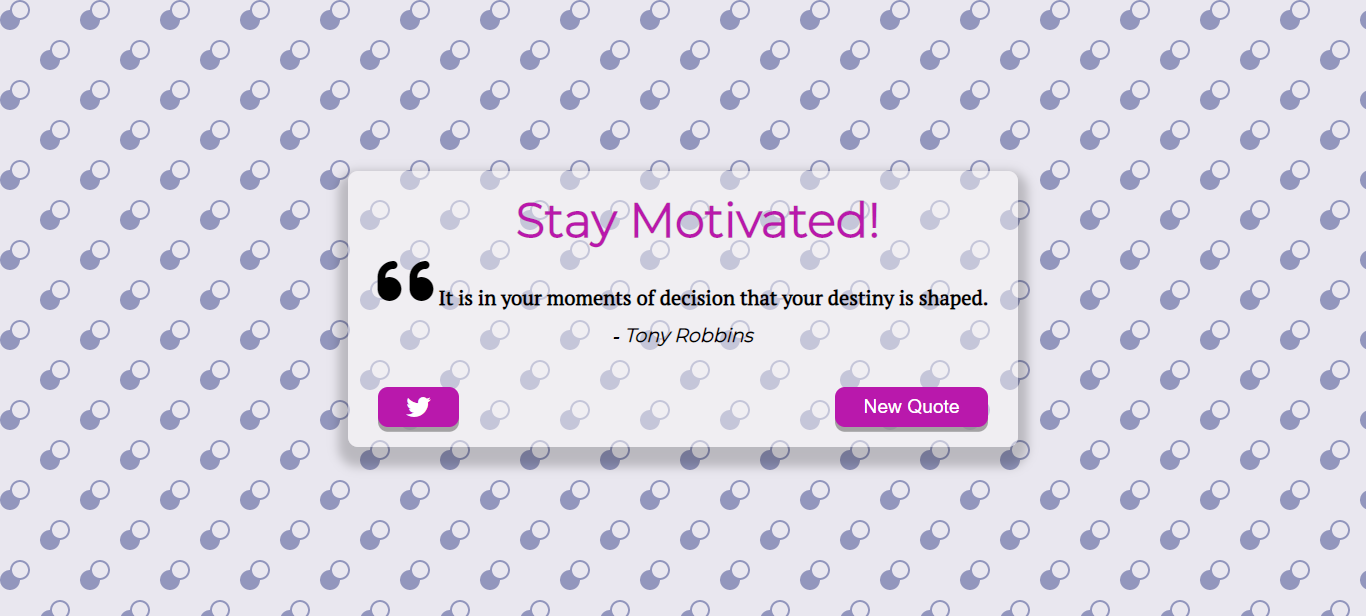 Stay Motivated!
“ It is in your moments of decision that your destiny is shaped.
- Tony Robbins
New Quote